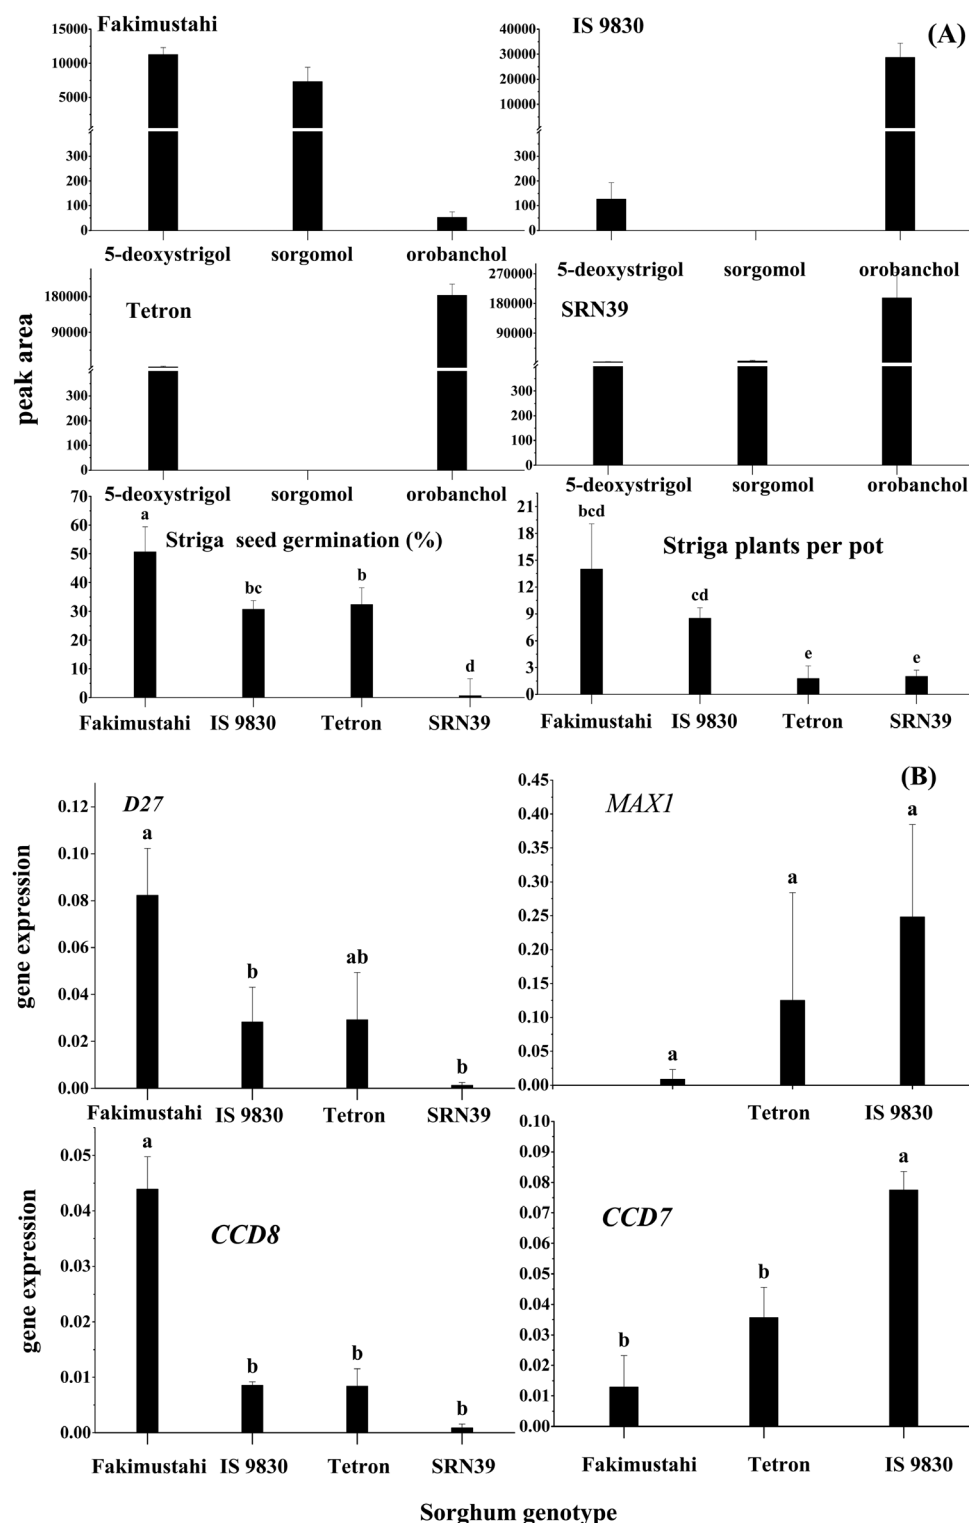 Fakimustahi
15000
10000
5000
300
200
100
0
5-deoxystrigol sorgomol orobanchol
IS 9830
(A)
40000
30000
20000
10000
300
200
100
0
5-deoxystrigol sorgomol orobanchol
peak area
Tetron
180000
90000
300
200
100
0
5-deoxystrigol sorgomol orobanchol
SRN39
270000
180000
90000
300
200
100
0
5-deoxystrigol sorgomol orobanchol
Striga seed germination (%)
70
60
50
40
30
20
10
0
a
bc
b
d
Fakimustahi IS 9830 Tetron SRN39
Striga plants per pot
21
18
15
12
9
6
3
0
bcd
cd
e
e
Fakimustahi IS 9830 Tetron SRN39
(B)
gene expression
D27
0.12
0.10
0.08
0.06
0.04
0.02
0.00
a
b
ab
b
Fakimustahi IS 9830 Tetron SRN39
MAX1
0.45
0.40
0.35
0.30
0.25
0.20
0.15
0.10
0.05
0.00
a
a
a
Tetron IS 9830
gene expression
CCD8
0.05
0.04
0.03
0.02
0.01
0.00
a
b
b
b
Fakimustahi IS 9830 Tetron SRN39
CCD7
0.10
0.09
0.08
0.07
0.06
0.05
0.04
0.03
0.02
0.01
0.00
b
b
a
Fakimustahi Tetron IS 9830
Sorghum genotype